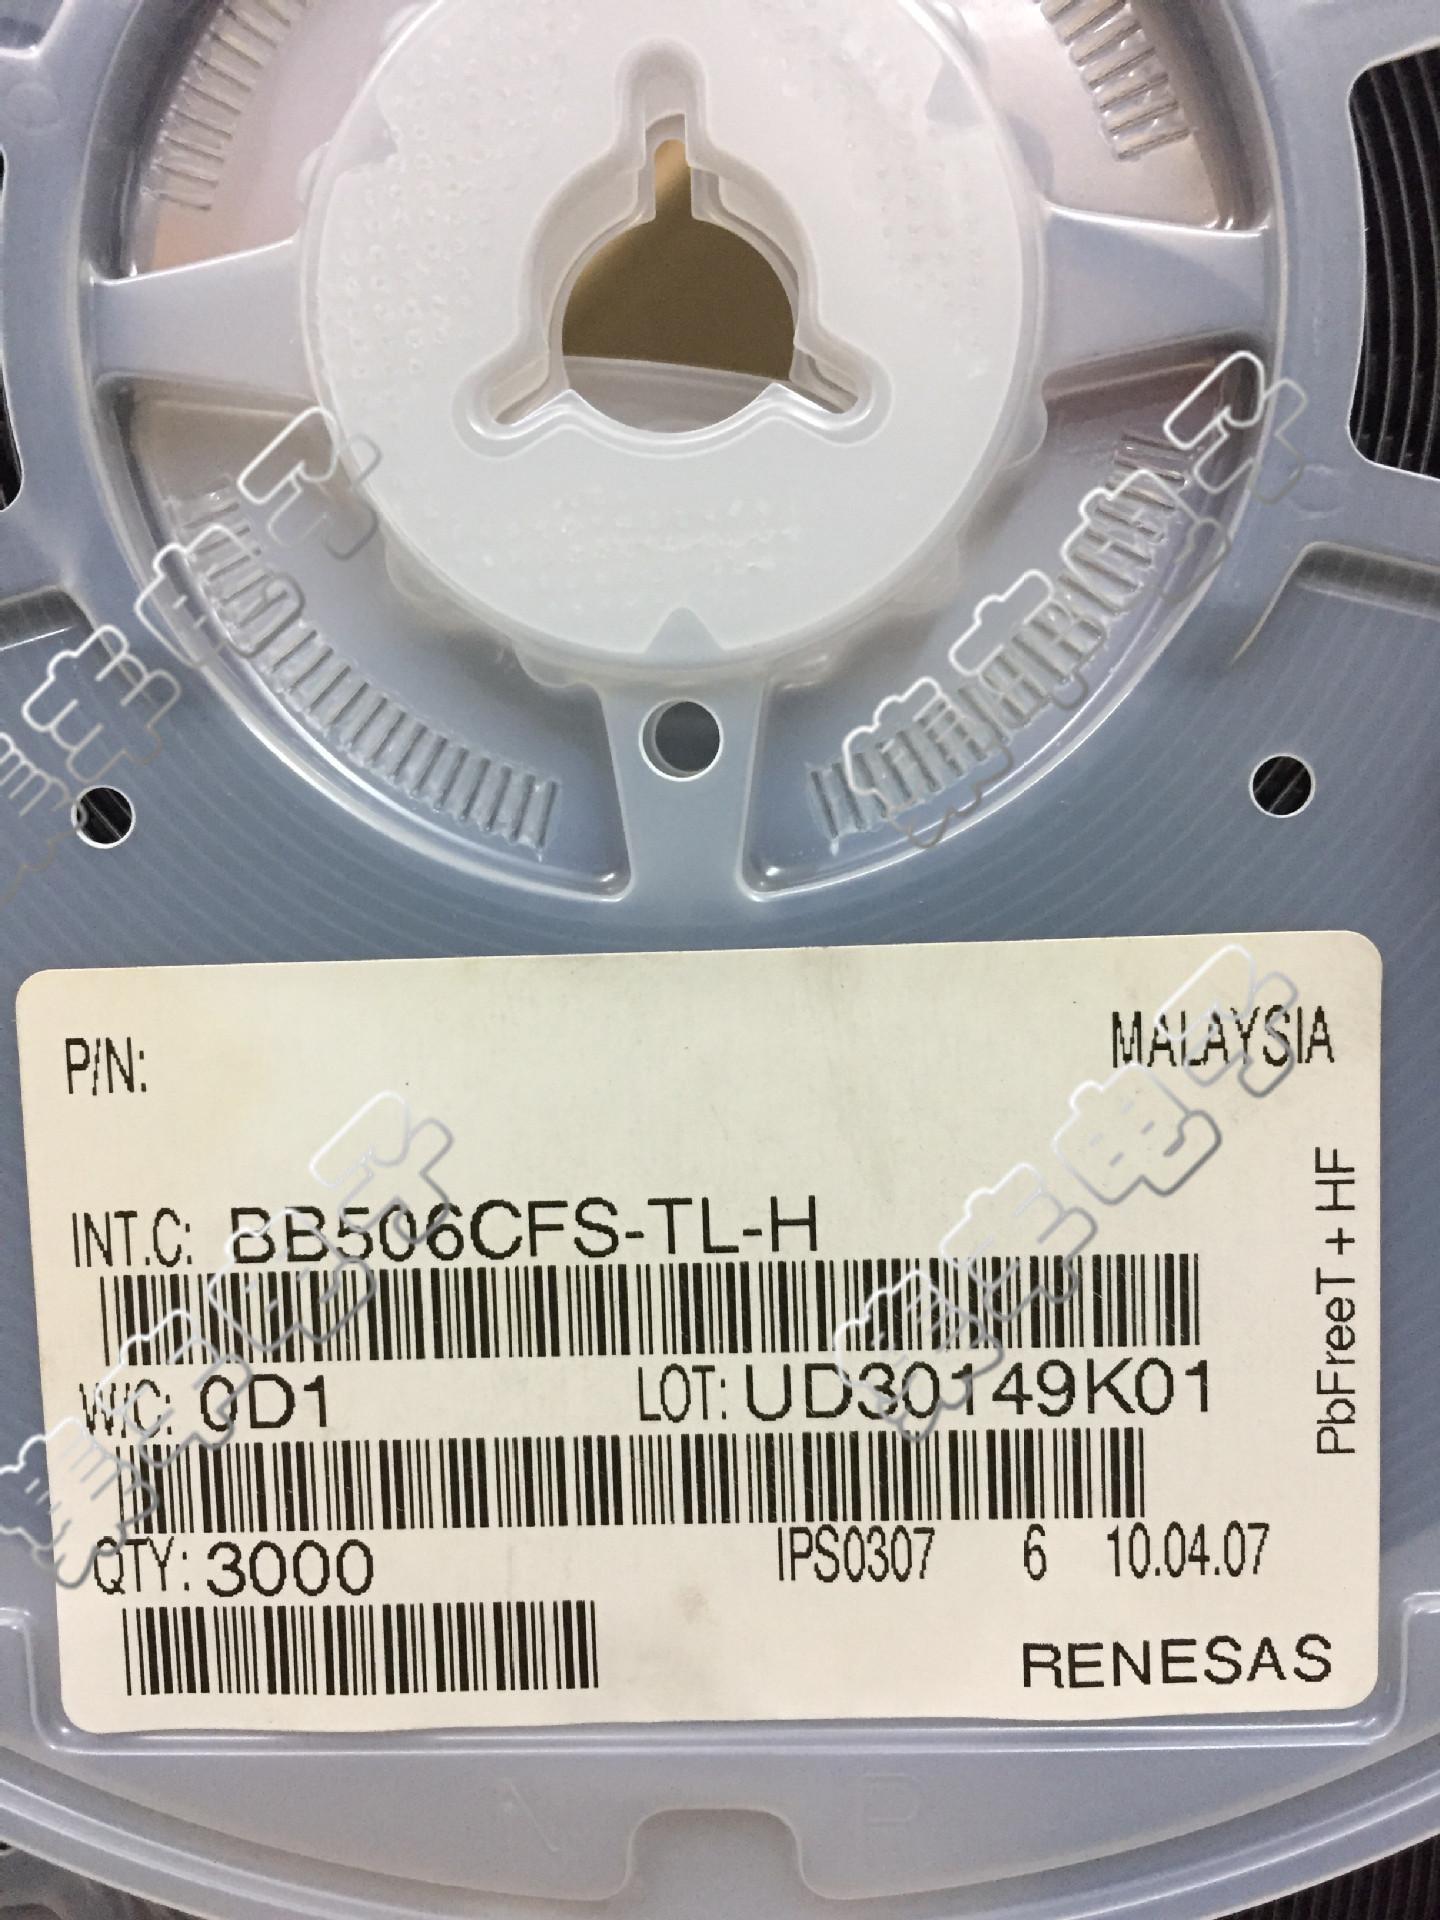 P/N:
MALAYSIA
INT.C: BB506CFS-TL-H
PbFreeT + HF
W/C: 0D1
LOT: UD30149K01
QTY: 3000
IPS0307 6 10.04.07
RENESAS